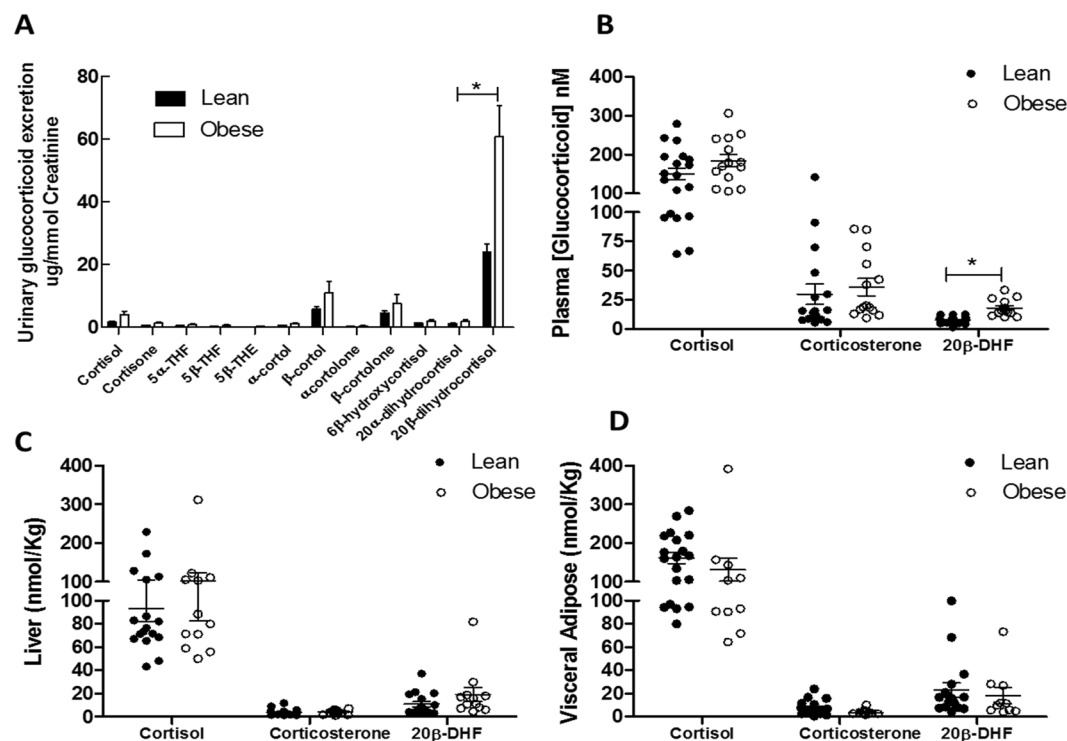 A
Urinary glucocorticoid excretion
ug/mmol Creatinine
80
60
40
20
0
Lean
Obese
*
Cortisol
Cortisone
5α-THF
5β-THF
5β-THE
α-cortol
β-cortol
αcortolone
β-cortolone
6β-hydroxycortisol
20α-dihydrocortisol
20β-dihydrocortisol
B
Plasma [Glucocorticoid] nM
400
300
200
100
100
75
50
25
0
Lean
Obese
*
Cortisol Corticosterone 20β-DHF
C
Liver (nmol/Kg)
400
300
200
100
100
80
60
40
20
0
Lean
Obese
Cortisol Corticosterone 20β-DHF
D
Visceral Adipose (nmol/Kg)
400
300
200
100
100
80
60
40
20
0
Lean
Obese
Cortisol Corticosterone 20β-DHF